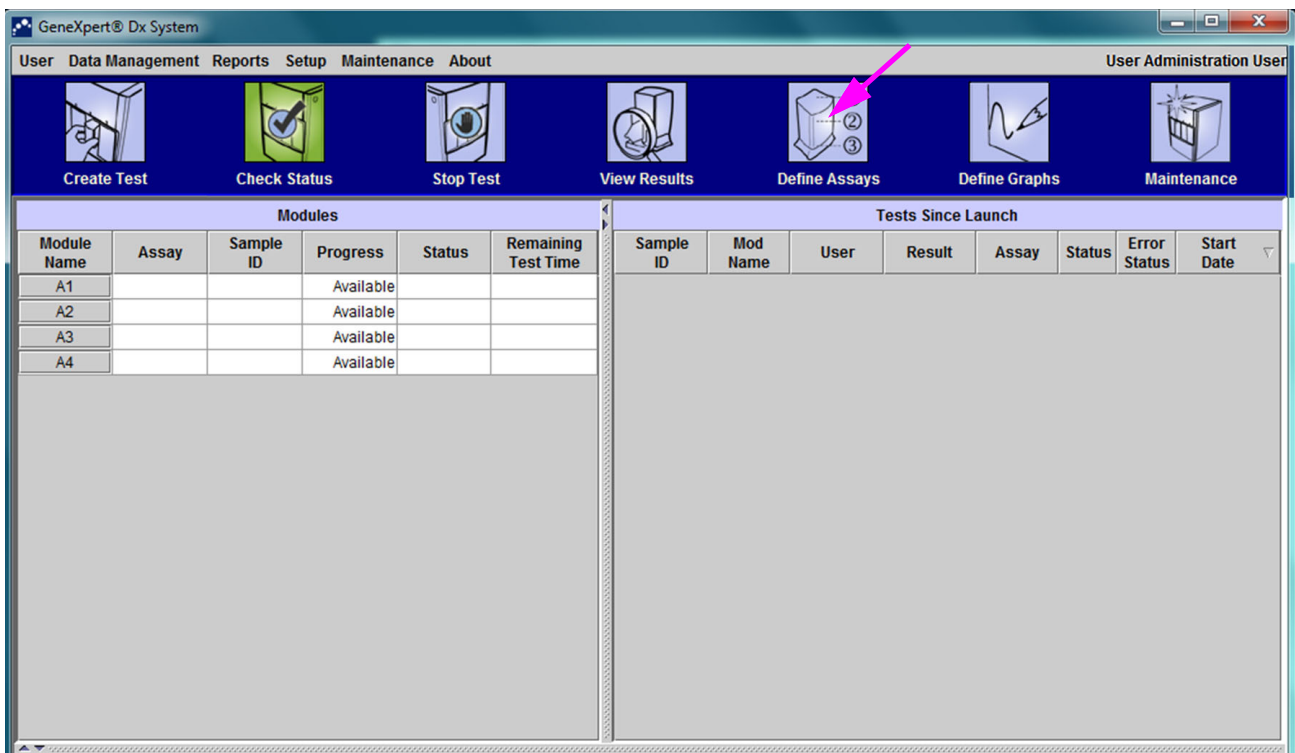 GeneXpert® Dx System
User Data Management Reports Setup Maintenance About User Administration User
② 
③
Create Test Check Status Stop Test View Results Define Assays Define Graphs Maintenance
Modules
Module Name Assay Sample ID Progress Status Remaining Test Time
A1 Available
A2 Available
A3 Available
A4 Available
Tests Since Launch
Sample ID Mod Name User Result Assay Status Error Status Start Date